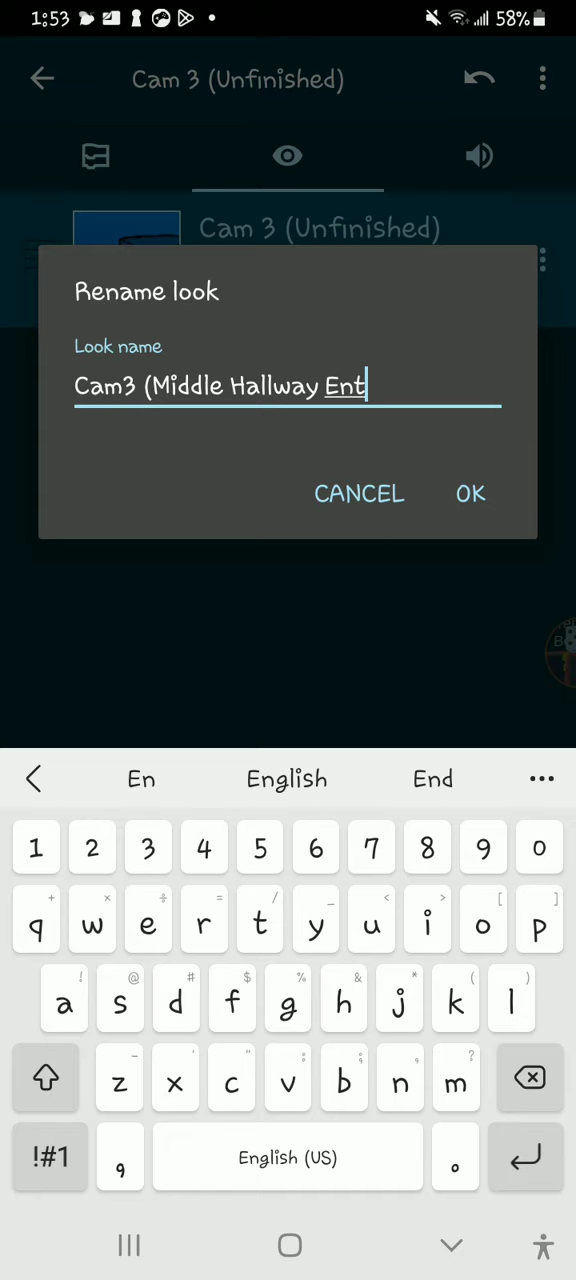 1:53
58%
Cam 3 (Unfinished)
Cam 3 (Unfinished)
Rename look
Look name
Cam3 (Middle Hallway Ent
CANCEL OK
En English End
1 2 3 4 5 6 7 8 9 0
+ × ÷ = / _ < > [ ]
q w e r t y u i o p
! @ # $ % & * ( )
a s d f g h j k l
- ' " : ; , ?
z x c v b n m
!#1 , English (US) .